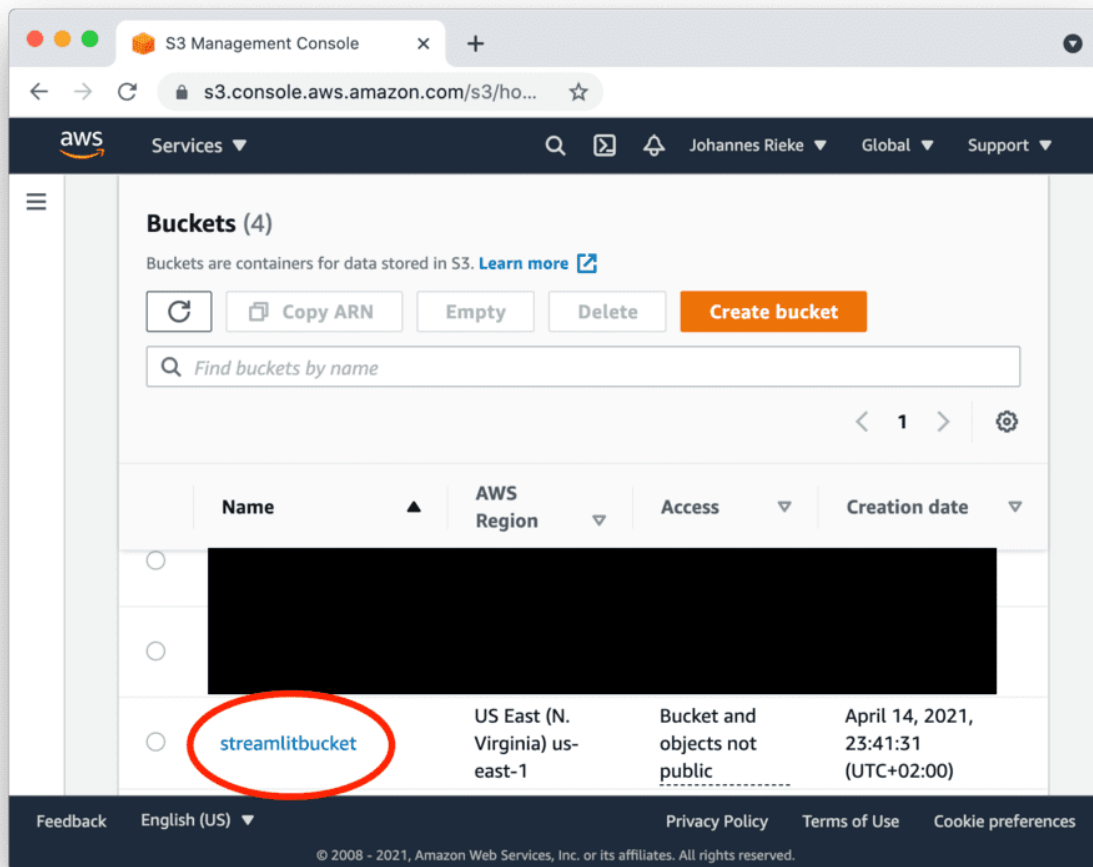 S3 Management Console
s3.console.aws.amazon.com/s3/ho...
aws Services Johannes Rieke Global Support
Buckets (4)
Buckets are containers for data stored in S3. Learn more
Copy ARN Empty Delete Create bucket
Find buckets by name
1
Name AWS Region Access Creation date
streamlitbucket US East (N. Virginia) us-east-1 Bucket and objects not public April 14, 2021, 23:41:31 (UTC+02:00)
Feedback English (US) Privacy Policy Terms of Use Cookie preferences
© 2008 - 2021, Amazon Web Services, Inc. or its affiliates. All rights reserved.